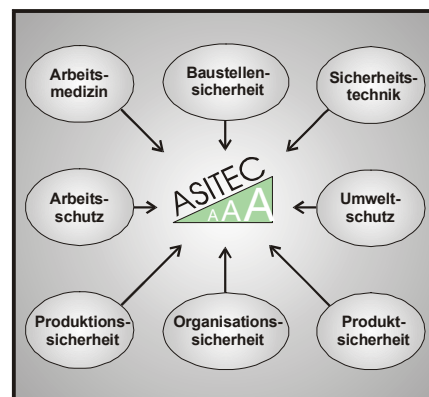 Arbeits-
medizin
Baustellen-
sicherheit
Sicherheits-
technik
ASITEC
AAA
Arbeits-
schutz
Umwelt-
schutz
Produktions-
sicherheit
Organisations-
sicherheit
Produkt-
sicherheit